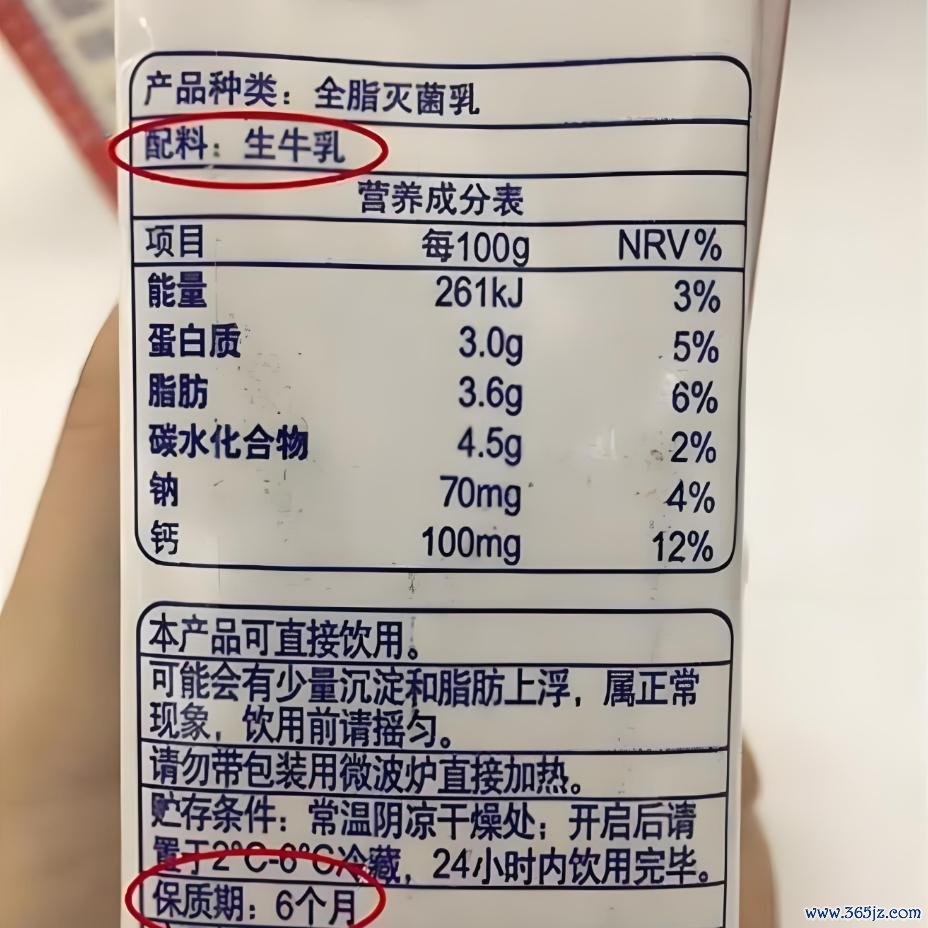 产品种类：全脂灭菌乳
配料：生牛乳
营养成分表
项目 每100g NRV%
能量 261kJ 3%
蛋白质 3.0g 5%
脂肪 3.6g 6%
碳水化合物 4.5g 2%
钠 70mg 4%
钙 100mg 12%
本产品可直接饮用。
可能会有少量沉淀和脂肪上浮，属正常
现象，饮用前请摇匀。
请勿带包装用微波炉直接加热。
贮存条件：常温阴凉干燥处；开启后请
置于2℃-6℃冷藏，24小时内饮用完毕。
保质期：6个月
www.365jz.com